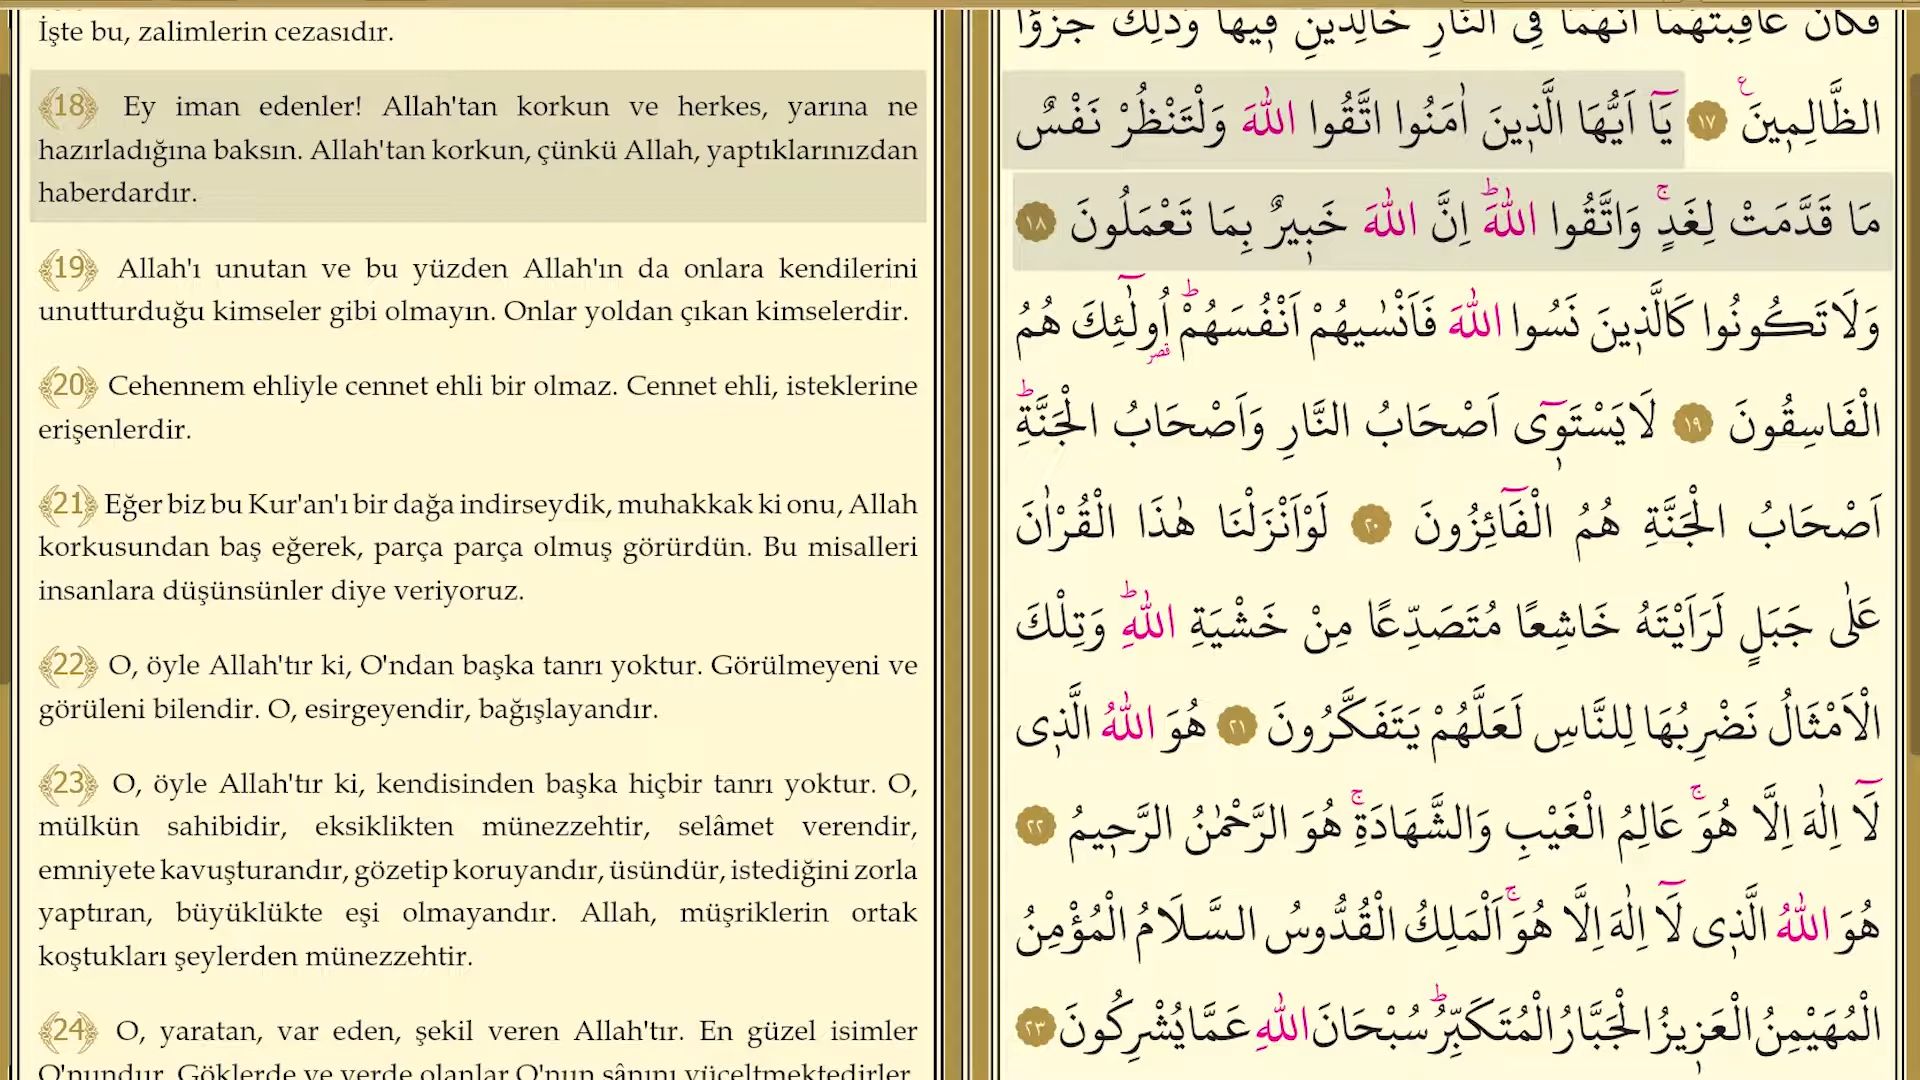 İşte bu, zalimlerin cezasıdır.
18 Ey iman edenler! Allah'tan korkun ve herkes, yarına ne
hazırladığına baksın. Allah'tan korkun, çünkü Allah, yaptıklarınızdan
haberdardır.
19 Allah'ı unutan ve bu yüzden Allah'ın da onlara kendilerini
unutturduğu kimseler gibi olmayın. Onlar yoldan çıkan kimselerdir.
20 Cehennem ehliyle cennet ehli bir olmaz. Cennet ehli, isteklerine
erişenlerdir.
21 Eğer biz bu Kur'an'ı bir dağa indirseydik, muhakkak ki onu, Allah
korkusundan baş eğerek, parça parça olmuş görürdün. Bu misalleri
insanlara düşünsünler diye veriyoruz.
22 O, öyle Allah'tır ki, O'ndan başka tanrı yoktur. Görülmeyeni ve
görüleni bilendir. O, esirgeyendir, bağışlayandır.
23 O, öyle Allah'tır ki, kendisinden başka hiçbir tanrı yoktur. O,
mülkün sahibidir, eksiklikten münezzehtir, selâmet verendir,
emniyete kavuşturandır, gözetip koruyandır, üsündür, istediğini zorla
yaptıran, büyüklükte eşi olmayandır. Allah, müşriklerin ortak
koştukları şeylerden münezzehtir.
24 O, yaratan, var eden, şekil veren Allah'tır. En güzel isimler
O'nundur. Göklerde ve yerde olanlar O'nun şânını yüceltmektedirler.
فَكَانَ عَاقِبَتَهُمَا اَنَّهُمَا فِى النَّارِ خَالِدِينَ فِيهَا وَذٰلِكَ جَزٰٓؤُا
الظَّالِمِينَ ۧ ١٧ يَٓا اَيُّهَا الَّذِينَ اٰمَنُوا اتَّقُوا اللّٰهَ وَلْتَنْظُرْ نَفْسٌ
مَا قَدَّمَتْ لِغَدٍۚ وَاتَّقُوا اللّٰهَۜ اِنَّ اللّٰهَ خَبِيرٌ بِمَا تَعْمَلُونَ ١٨
وَلَا تَكُونُوا كَالَّذِينَ نَسُوا اللّٰهَ فَاَنْسٰيهُمْ اَنْفُسَهُمْۜ اُو۬لٰٓئِكَ هُمُ
الْفَاسِقُونَ ١٩ لَا يَسْتَوِٓى اَصْحَابُ النَّارِ وَاَصْحَابُ الْجَنَّةِۜ
اَصْحَابُ الْجَنَّةِ هُمُ الْفَٓائِزُونَ ٢٠ لَوْ اَنْزَلْنَا هٰذَا الْقُرْاٰنَ
عَلٰى جَبَلٍ لَرَاَيْتَهُ خَاشِعًا مُتَصَدِّعًا مِنْ خَشْيَةِ اللّٰهِۜ وَتِلْكَ
الْاَمْثَالُ نَضْرِبُهَا لِلنَّاسِ لَعَلَّهُمْ يَتَفَكَّرُونَ ٢١ هُوَ اللّٰهُ الَّذِى
لَٓا اِلٰهَ اِلَّا هُوَۚ عَالِمُ الْغَيْبِ وَالشَّهَادَةِۚ هُوَ الرَّحْمٰنُ الرَّحِيمُ ٢٢
هُوَ اللّٰهُ الَّذِى لَٓا اِلٰهَ اِلَّا هُوَۚ اَلْمَلِكُ الْقُدُّوسُ السَّلَامُ الْمُؤْمِنُ
الْمُهَيْمِنُ الْعَزِيزُ الْجَبَّارُ الْمُتَكَبِّرُۜ سُبْحَانَ اللّٰهِ عَمَّا يُشْرِكُونَ ٢٣